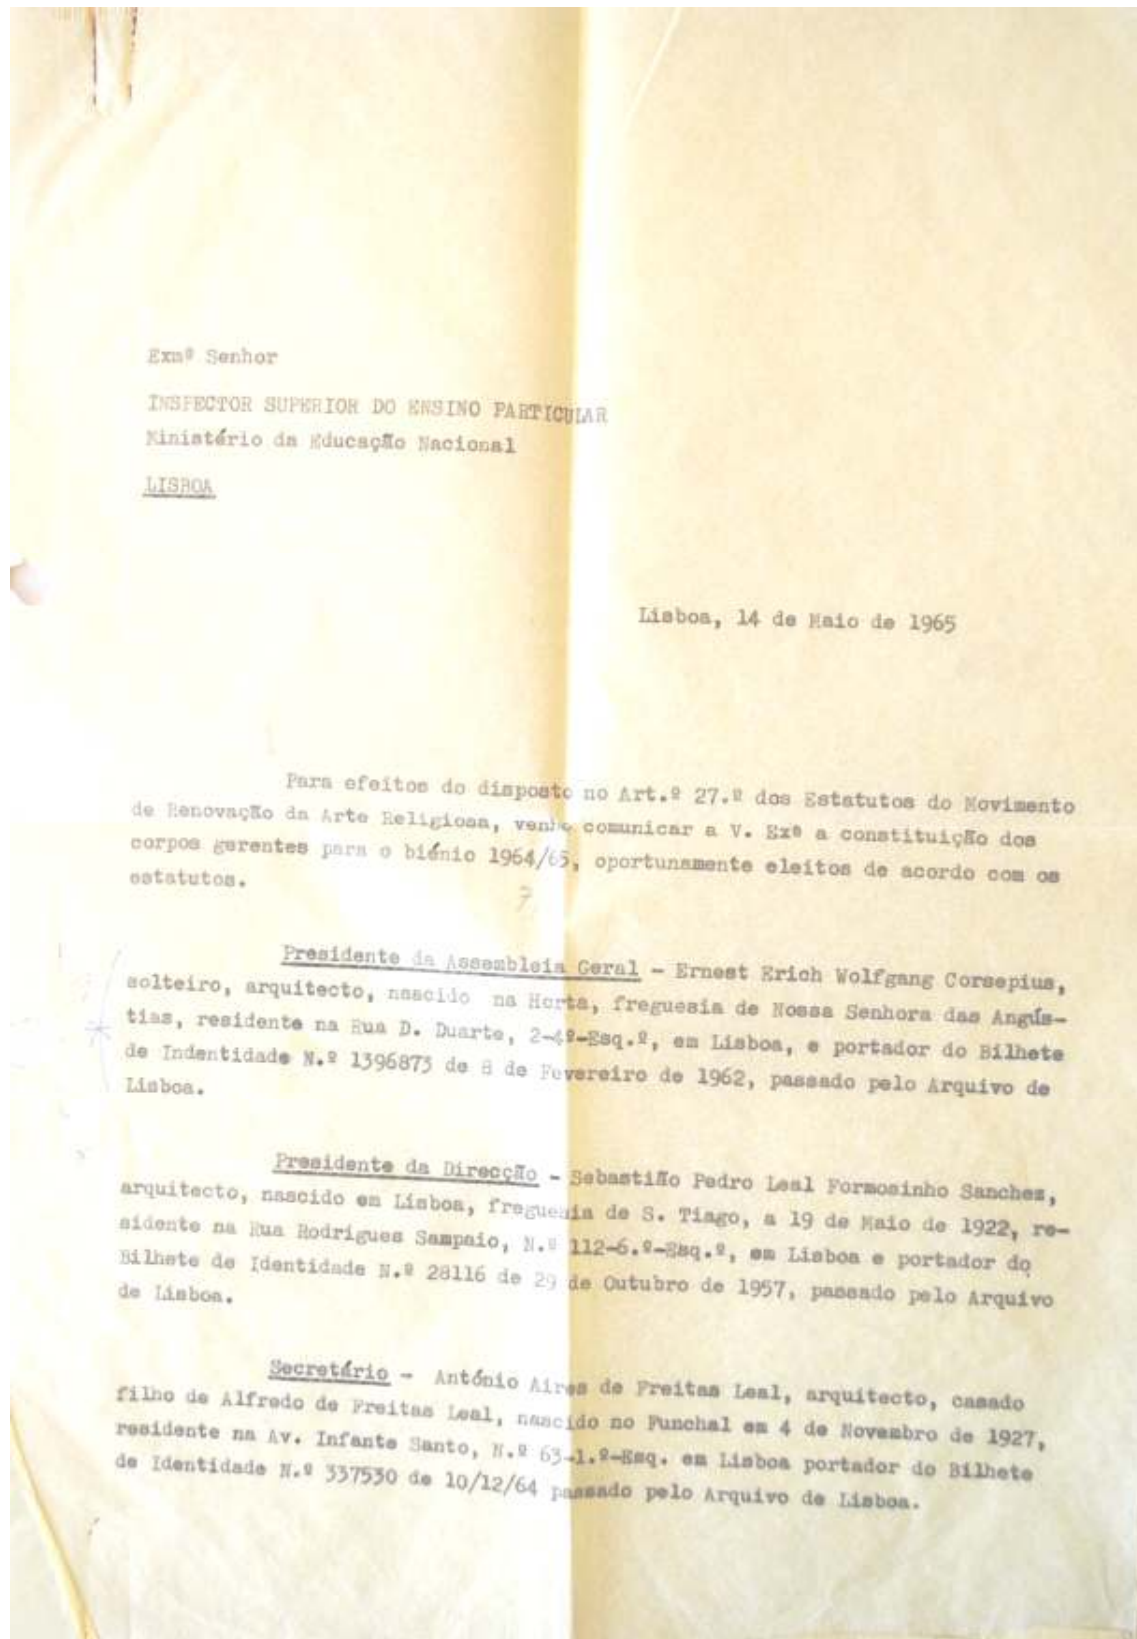 Exmº Senhor
INSPECTOR SUPERIOR DO ENSINO PARTICULAR
Ministério da Educação Nacional
LISBOA
Lisboa, 14 de Maio de 1965
Para efeitos do disposto no Art.º 27.º dos Estatutos do Movimento
de Renovação da Arte Religiosa, venho comunicar a V. Exª a constituição dos
corpos gerentes para o biénio 1964/65, oportunamente eleitos de acordo com os
estatutos.
7
Presidente da Assembleia Geral - Ernest Erich Wolfgang Corsepius,
solteiro, arquitecto, nascido na Horta, freguesia de Nossa Senhora das Angús-
tias, residente na Rua D. Duarte, 2-4º-Esq.º, em Lisboa, e portador do Bilhete
de Indentidade N.º 1396873 de 8 de Fevereiro de 1962, passado pelo Arquivo de
Lisboa.
Presidente da Direcção - Sebastião Pedro Leal Formosinho Sanchez,
arquitecto, nascido em Lisboa, freguesia de S. Tiago, a 19 de Maio de 1922, re-
sidente na Rua Rodrigues Sampaio, N.º 112-6.º-Esq.º, em Lisboa e portador do
Bilhete de Identidade N.º 28116 de 29 de Outubro de 1957, passado pelo Arquivo
de Lisboa.
Secretário - António Aires de Freitas Leal, arquitecto, casado
filho de Alfredo de Freitas Leal, nascido no Funchal em 4 de Novembro de 1927,
residente na Av. Infante Santo, N.º 63-1.º-Esq. em Lisboa portador do Bilhete
de Identidade N.º 337530 de 10/12/64 passado pelo Arquivo de Lisboa.